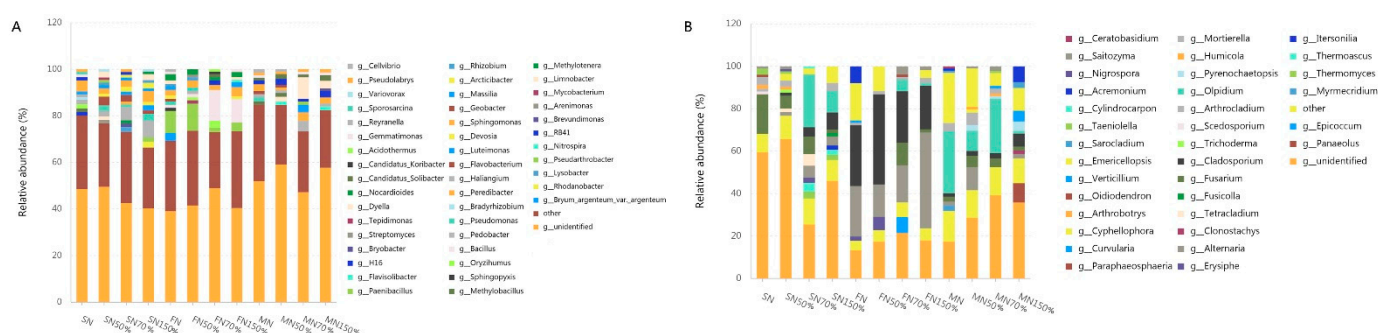 A
120
100
80
60
40
20
0
Relative abundance (%)
SN
SN50%
SN70%
SN150%
FN
FN50%
FN70%
FN150%
MN
MN50%
MN70%
MN150%
g__Cellvibrio
g__Pseudolabrys
g__Variovorax
g__Sporosarcina
g__Reyranella
g__Gemmatimonas
g__Acidothermus
g__Candidatus_Koribacter
g__Candidatus_Solibacter
g__Nocardioides
g__Dyella
g__Tepidimonas
g__Streptomyces
g__Bryobacter
g__H16
g__Flavisolibacter
g__Paenibacillus
g__Rhizobium
g__Arcticibacter
g__Massilia
g__Geobacter
g__Sphingomonas
g__Devosia
g__Luteimonas
g__Flavobacterium
g__Haliangium
g__Peredibacter
g__Bradyrhizobium
g__Pseudomonas
g__Pedobacter
g__Bacillus
g__Oryzihumus
g__Sphingopyxis
g__Methylobacillus
g__Methylotenera
g__Limnobacter
g__Mycobacterium
g__Arenimonas
g__Brevundimonas
g__RB41
g__Nitrospira
g__Pseudarthrobacter
g__Lysobacter
g__Rhodanobacter
g__Bryum_argenteum_var._argenteum
other
g__unidentified
B
120
100
80
60
40
20
0
Relative abundance (%)
SN
SN50%
SN70%
SN150%
FN
FN50%
FN70%
FN150%
MN
MN50%
MN70%
MN150%
g__Ceratobasidium
g__Saitozyma
g__Nigrospora
g__Acremonium
g__Cylindrocarpon
g__Taeniolella
g__Sarocladium
g__Emericellopsis
g__Verticillium
g__Oidiodendron
g__Arthrobotrys
g__Cyphellophora
g__Curvularia
g__Paraphaeosphaeria
g__Mortierella
g__Humicola
g__Pyrenochaetopsis
g__Olpidium
g__Arthrocladium
g__Scedosporium
g__Trichoderma
g__Cladosporium
g__Fusarium
g__Fusicolla
g__Tetracladium
g__Clonostachys
g__Alternaria
g__Erysiphe
g__Itersonilia
g__Thermoascus
g__Thermomyces
g__Myrmecridium
other
g__Epicoccum
g__Panaeolus
g__unidentified